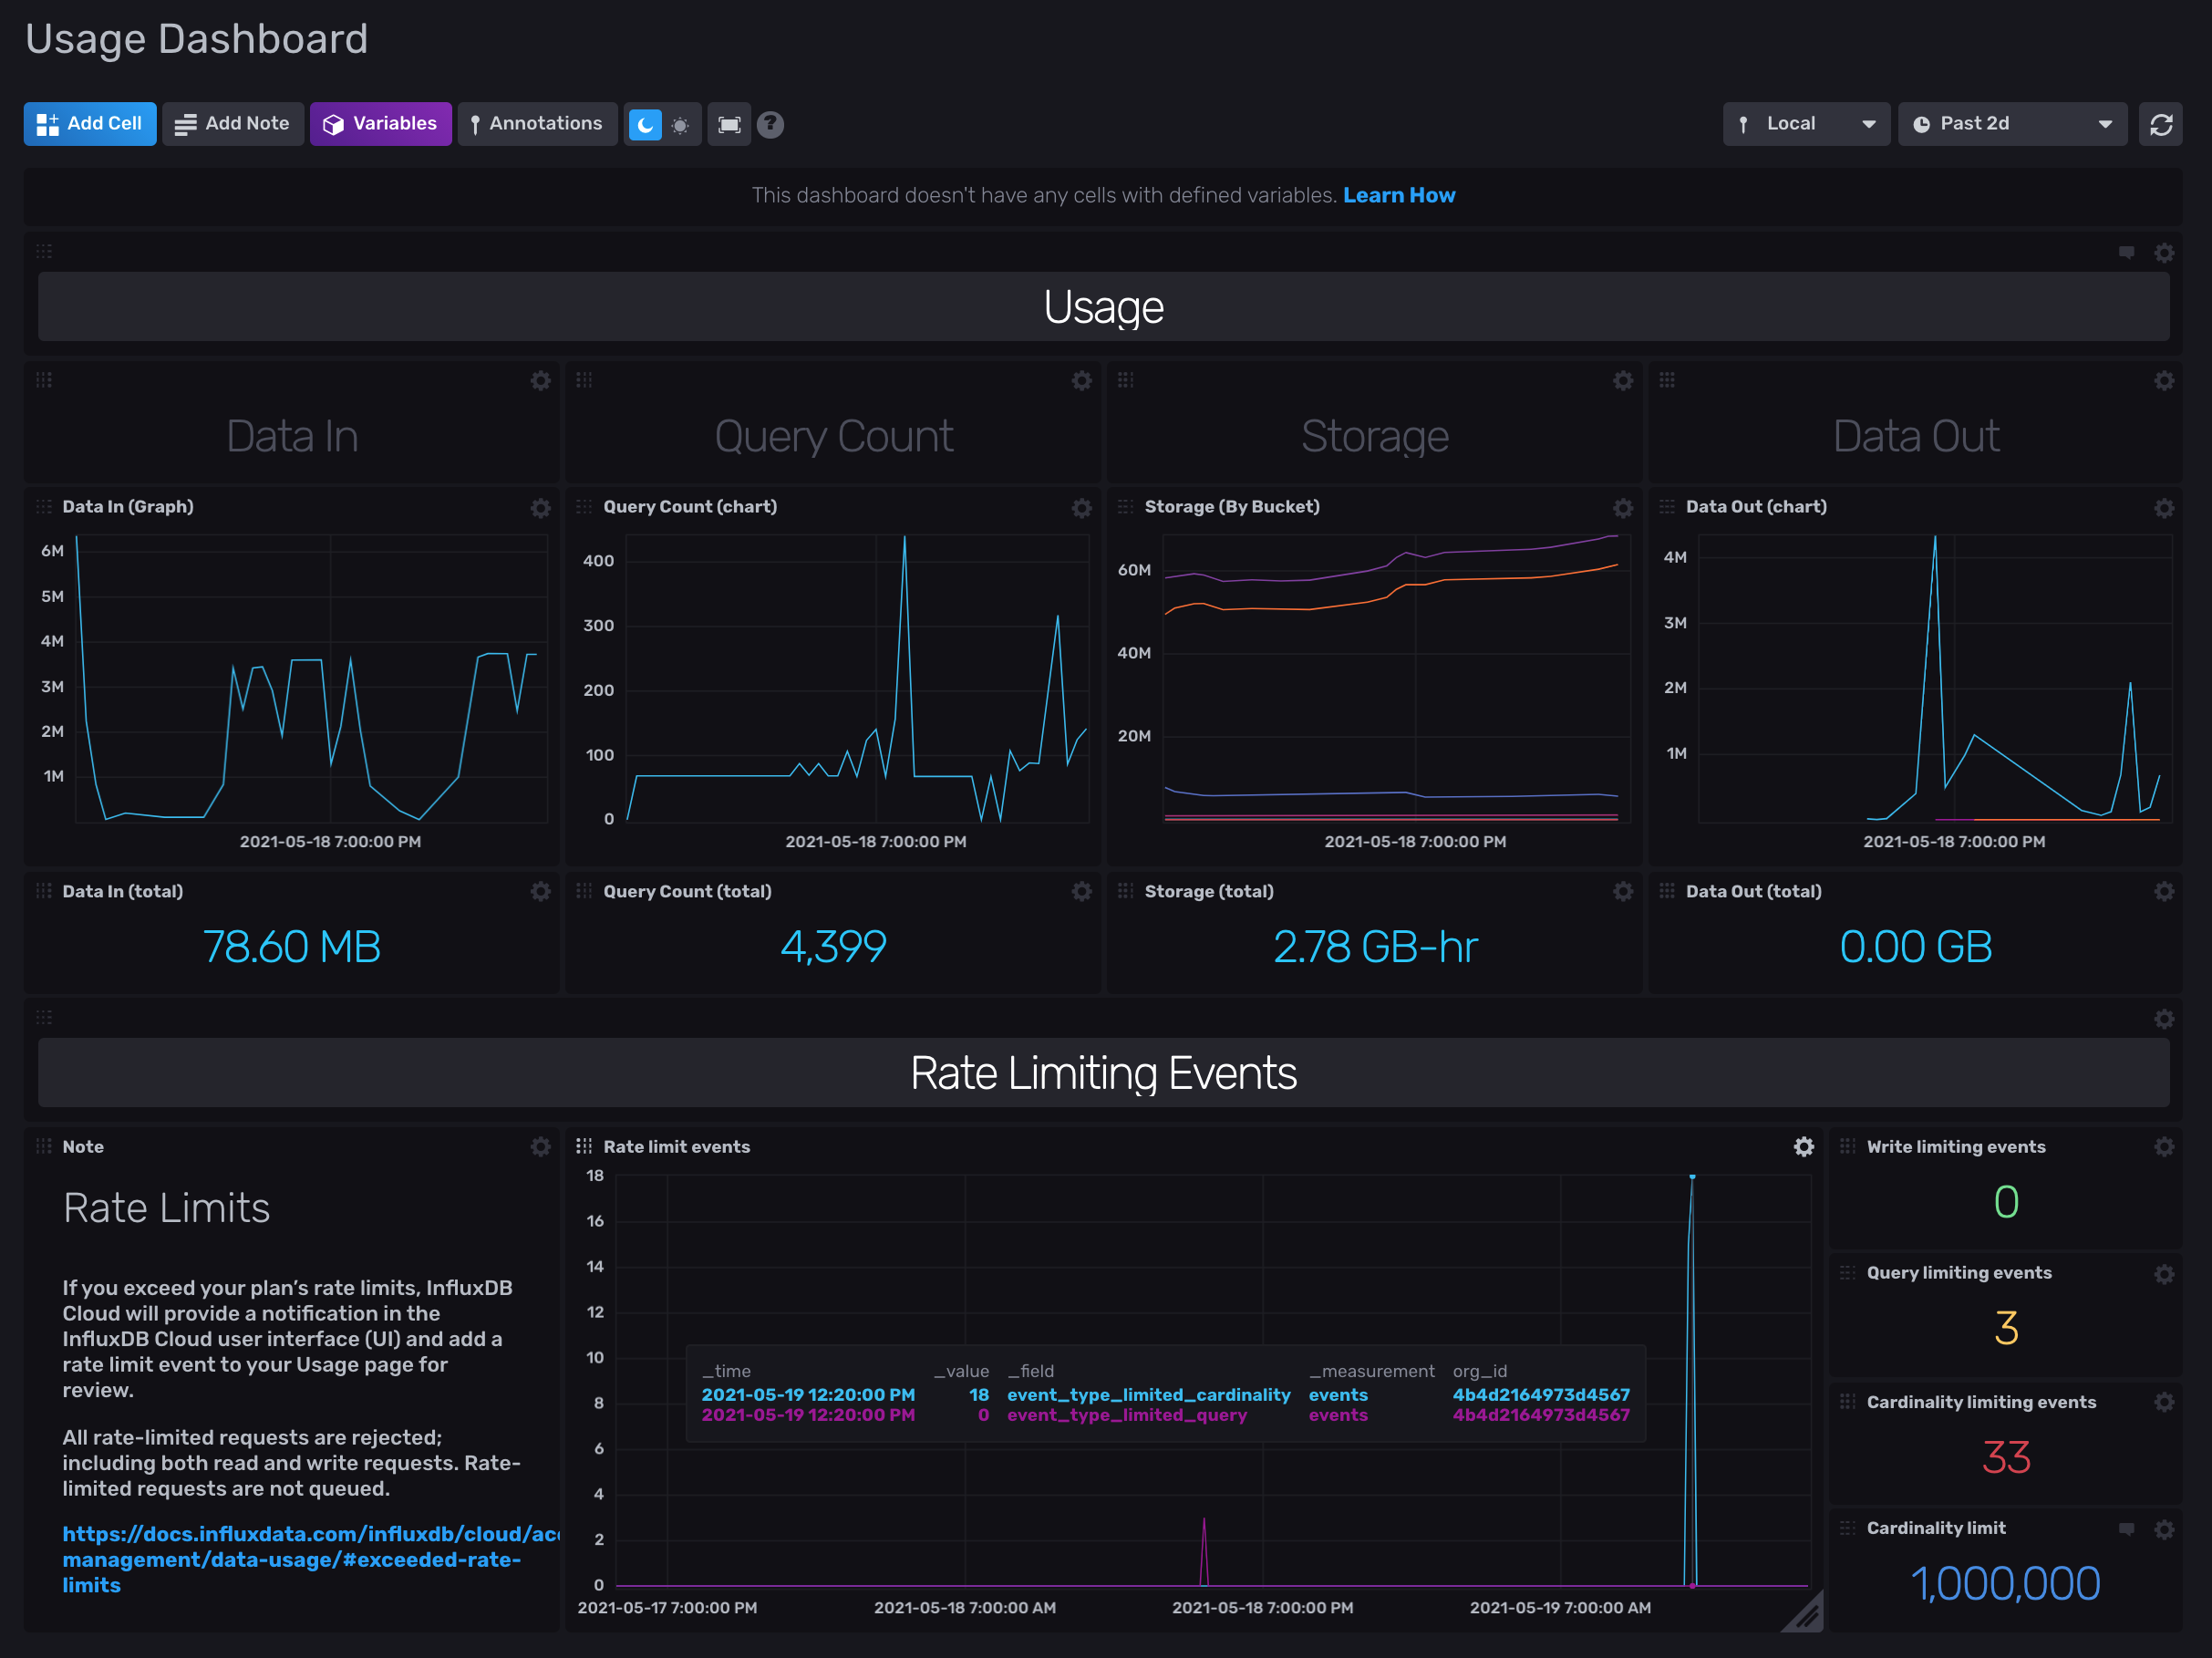 Usage Dashboard
Add Cell
Add Note
Variables
Annotations
?
Local
Past 2d
This dashboard doesn't have any cells with defined variables. Learn How
Usage
Data In
Query Count
Storage
Data Out
Data In (Graph)
6M
5M
4M
3M
2M
1M
2021-05-18 7:00:00 PM
Query Count (chart)
400
300
200
100
0
2021-05-18 7:00:00 PM
Storage (By Bucket)
60M
40M
20M
2021-05-18 7:00:00 PM
Data Out (chart)
4M
3M
2M
1M
2021-05-18 7:00:00 PM
Data In (total)
78.60 MB
Query Count (total)
4,399
Storage (total)
2.78 GB-hr
Data Out (total)
0.00 GB
Rate Limiting Events
Note
Rate Limits
If you exceed your plan’s rate limits, InfluxDB
Cloud will provide a notification in the
InfluxDB Cloud user interface (UI) and add a
rate limit event to your Usage page for
review.
All rate-limited requests are rejected;
including both read and write requests. Rate-
limited requests are not queued.
https://docs.influxdata.com/influxdb/cloud/acc
management/data-usage/#exceeded-rate-
limits
Rate limit events
18
16
14
12
10
8
6
4
2
0
_time _value _field _measurement org_id
2021-05-19 12:20:00 PM 18 event_type_limited_cardinality events 4b4d2164973d4567
2021-05-19 12:20:00 PM 0 event_type_limited_query events 4b4d2164973d4567
2021-05-17 7:00:00 PM
2021-05-18 7:00:00 AM
2021-05-18 7:00:00 PM
2021-05-19 7:00:00 AM
Write limiting events
0
Query limiting events
3
Cardinality limiting events
33
Cardinality limit
1,000,000